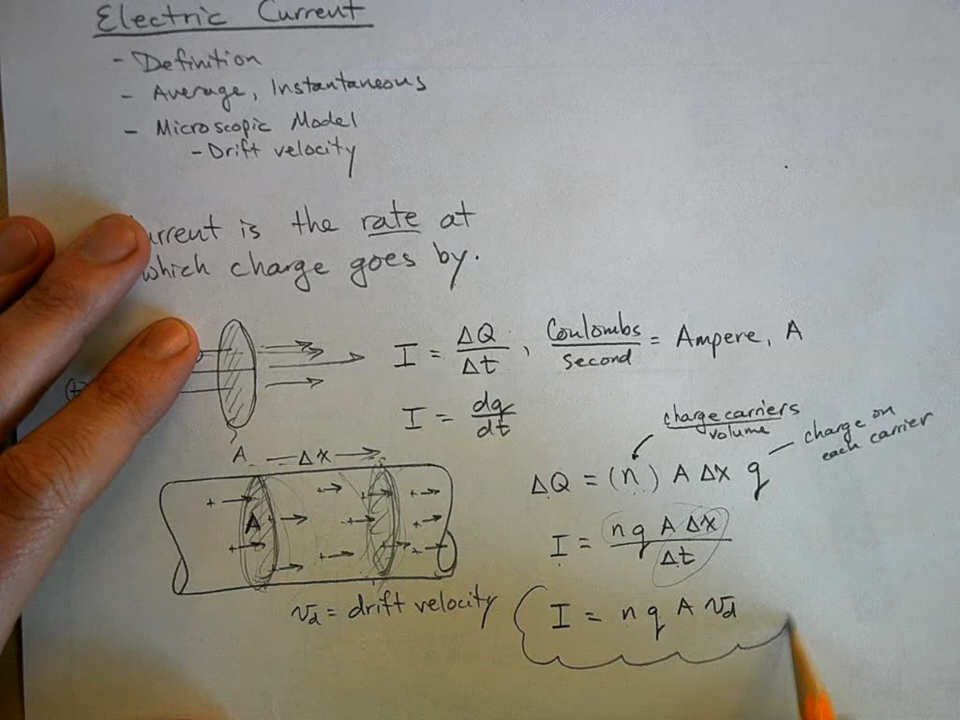 Electric Current
- Definition
- Average, Instantaneous
- Microscopic Model
- Drift velocity
urrent is the rate at
which charge goes by.
I = ΔQ/Δt , Coulombs/second = Ampere, A
I = dq/dt
A
Δx
A
+ + + + + + + + +
v_d = drift velocity
charge carriers/volume
charge on
each carrier
ΔQ = (n) A Δx q
I = n q A Δx/Δt
I = n q A v_d